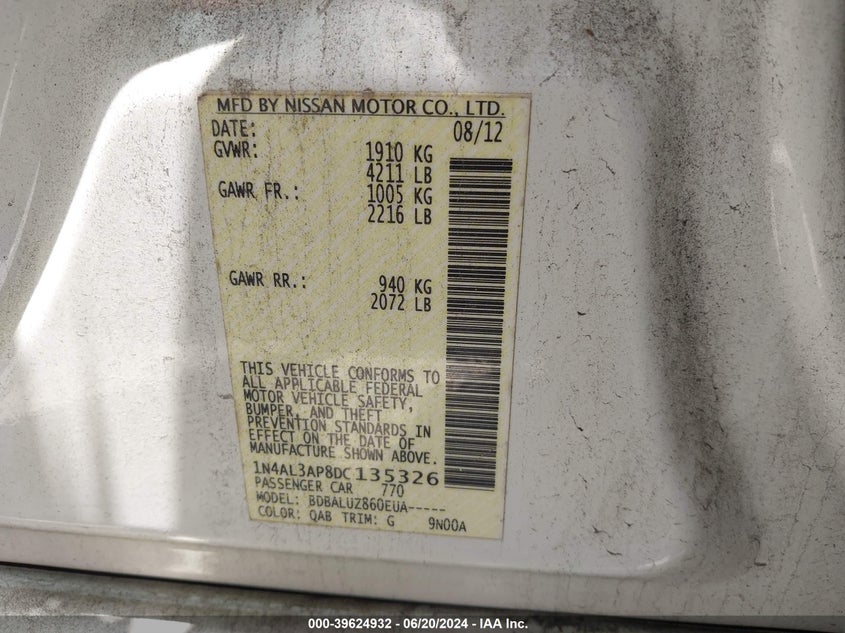 MFD BY NISSAN MOTOR CO., LTD.
DATE: 08/12
GVWR: 1910 KG
4211 LB
GAWR FR.: 1005 KG
2216 LB
GAWR RR.: 940 KG
2072 LB
THIS VEHICLE CONFORMS TO
ALL APPLICABLE FEDERAL
MOTOR VEHICLE SAFETY,
BUMPER, AND THEFT
PREVENTION STANDARDS IN
EFFECT ON THE DATE OF
MANUFACTURE SHOWN ABOVE.
1N4AL3AP8DC135326
PASSENGER CAR 770
MODEL: BDBALUZ860EUA-----
COLOR: QAB TRIM: G 9N00A
000-39624932 - 06/20/2024 - IAA Inc.